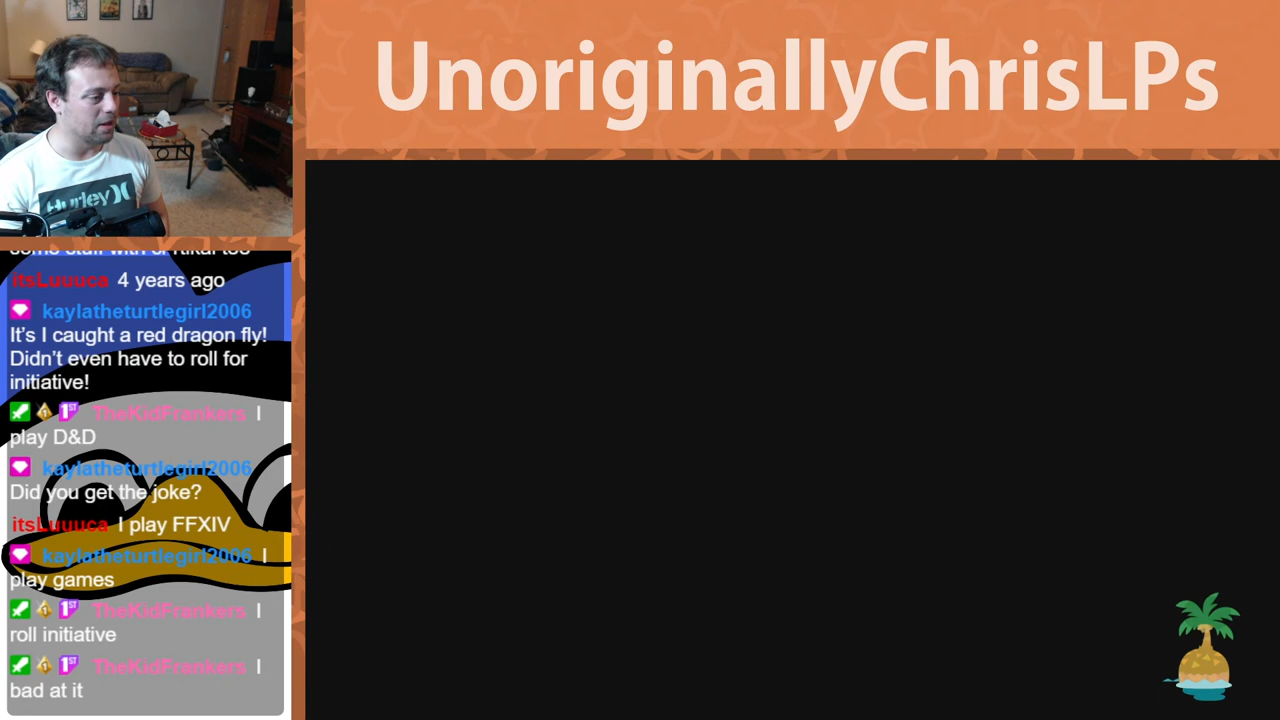 UnoriginallyChrisLPs
Hurley
itsLuuuca 4 years ago
kaylatheturtlegirl2006
It's I caught a red dragon fly!
Didn't even have to roll for
initiative!
TheKidFrankers I
play D&D
kaylatheturtlegirl2006
Did you get the joke?
itsLuuuca I play FFXIV
kaylatheturtlegirl2006 I
play games
TheKidFrankers I
roll initiative
TheKidFrankers I
bad at it